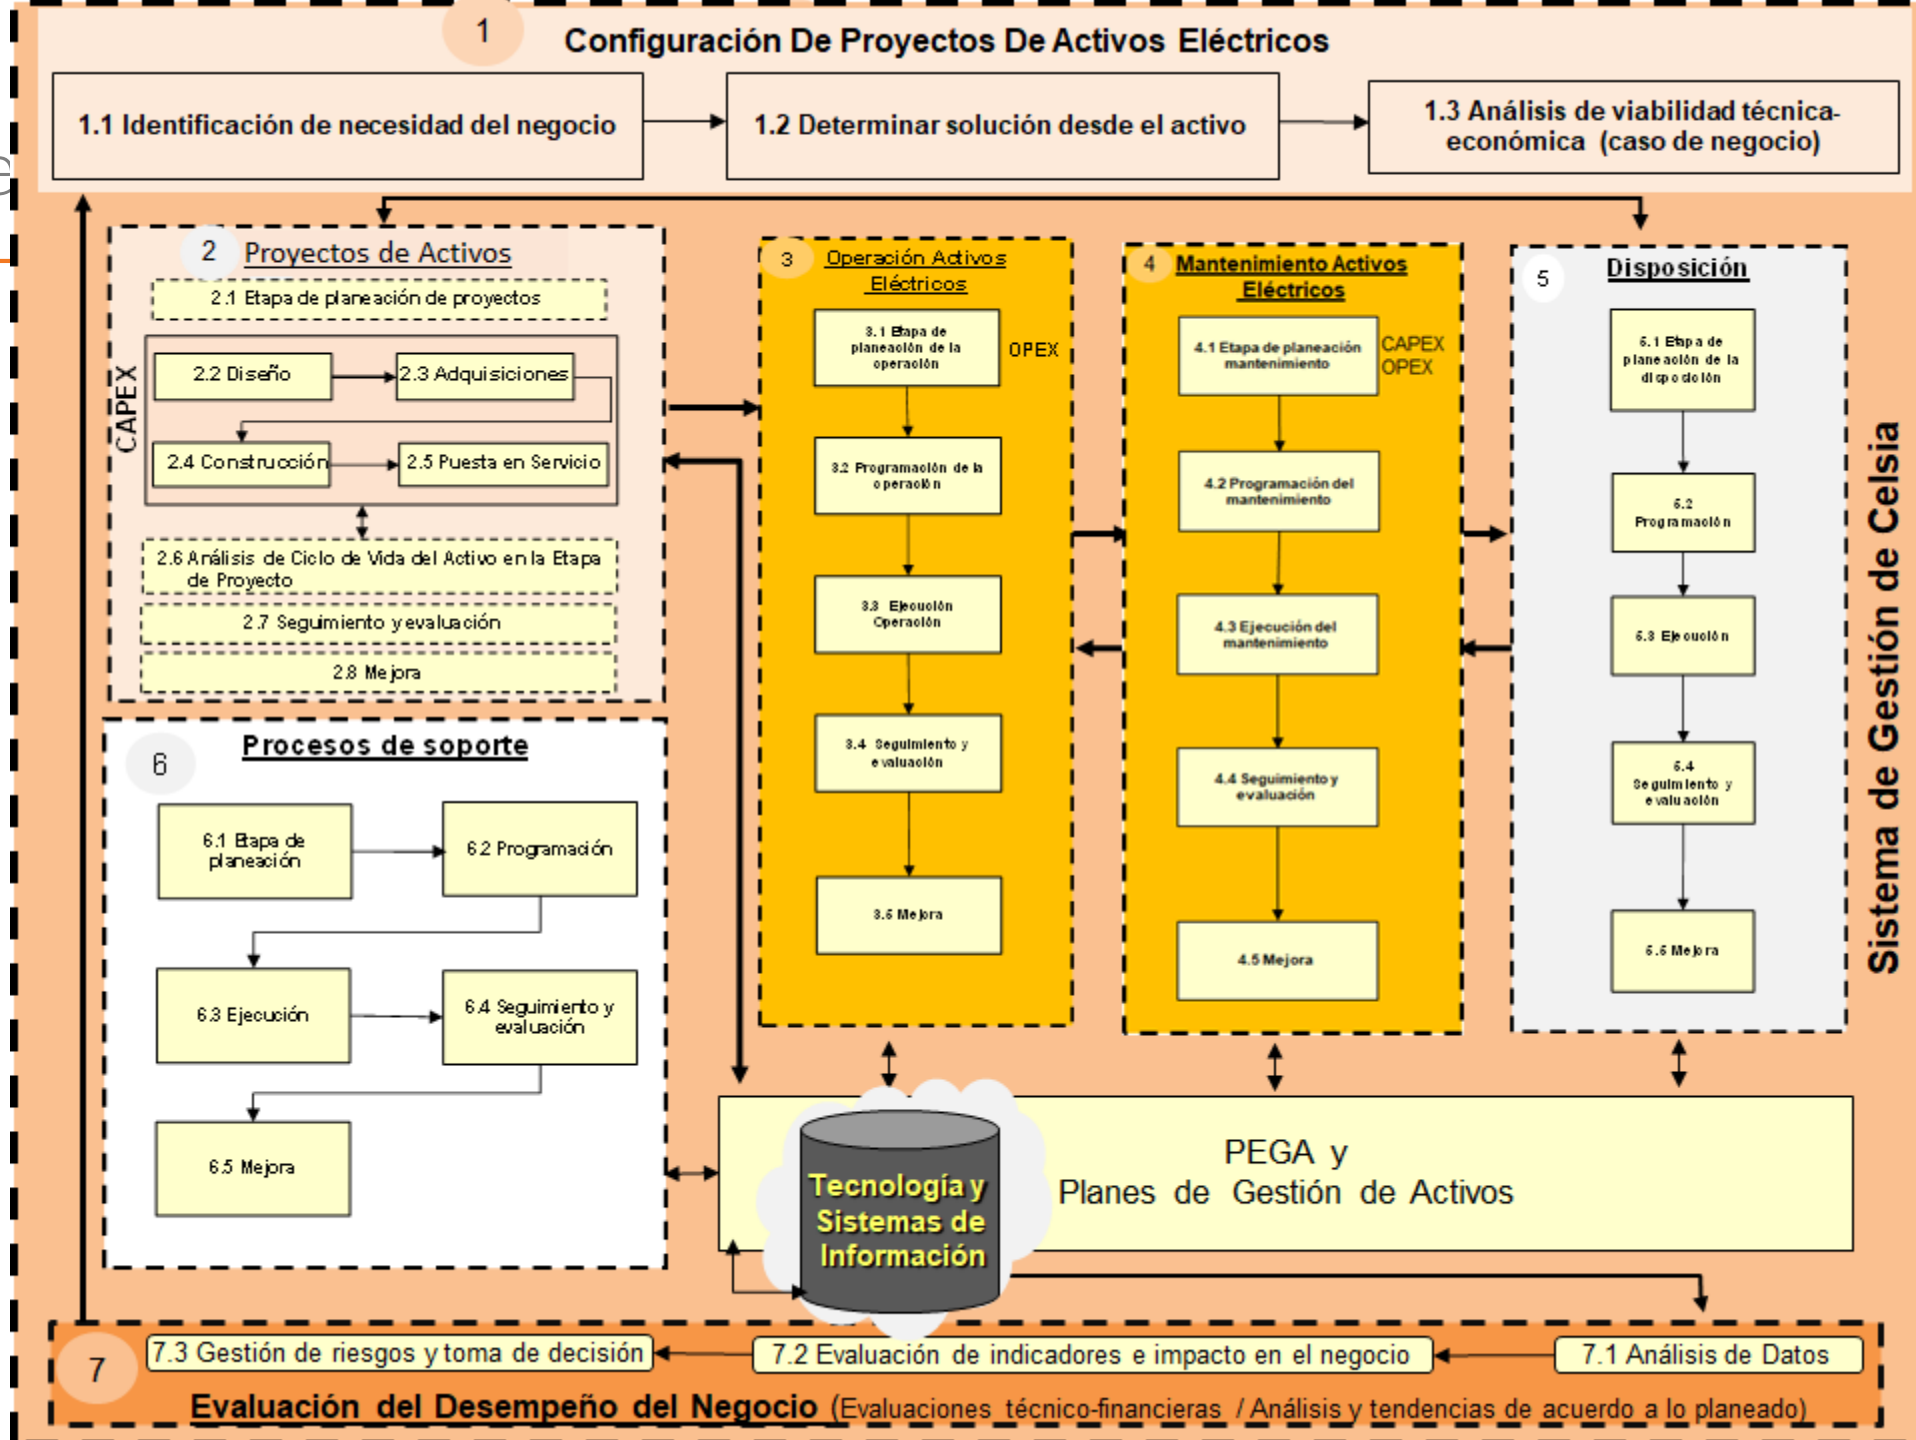 1
Configuración De Proyectos De Activos Eléctricos
1.1 Identificación de necesidad del negocio
1.2 Determinar solución desde el activo
1.3 Análisis de viabilidad técnica-
económica (caso de negocio)
2
Proyectos de Activos
2.1 Etapa de planeación de proyectos
CAPEX
2.2 Diseño
2.3 Adquisiciones
2.4 Construcción
2.5 Puesta en Servicio
2.6 Análisis de Ciclo de Vida del Activo en la Etapa
de Proyecto
2.7 Seguimiento y evaluación
2.8 Mejora
3
Operación Activos
Eléctricos
3.1 Etapa de
planeación de la
operación
OPEX
3.2 Programación de la
operación
3.3 Ejecución
Operación
3.4 Seguimiento y
evaluación
3.5 Mejora
4
Mantenimiento Activos
Eléctricos
4.1 Etapa de planeación
mantenimiento
CAPEX
OPEX
4.2 Programación del
mantenimiento
4.3 Ejecución del
mantenimiento
4.4 Seguimiento y
evaluación
4.5 Mejora
5
Disposición
5.1 Etapa de
planeación de la
disposición
5.2
Programación
5.3 Ejecución
5.4
Seguimiento y
evaluación
5.5 Mejora
Sistema de Gestión de Celsia
6
Procesos de soporte
6.1 Etapa de
planeación
6.2 Programación
6.3 Ejecución
6.4 Seguimiento y
evaluación
6.5 Mejora
PEGA y
Planes de Gestión de Activos
Tecnología y
Sistemas de
Información
7
7.3 Gestión de riesgos y toma de decisión
7.2 Evaluación de indicadores e impacto en el negocio
7.1 Análisis de Datos
Evaluación del Desempeño del Negocio (Evaluaciones técnico-financieras / Análisis y tendencias de acuerdo a lo planeado)